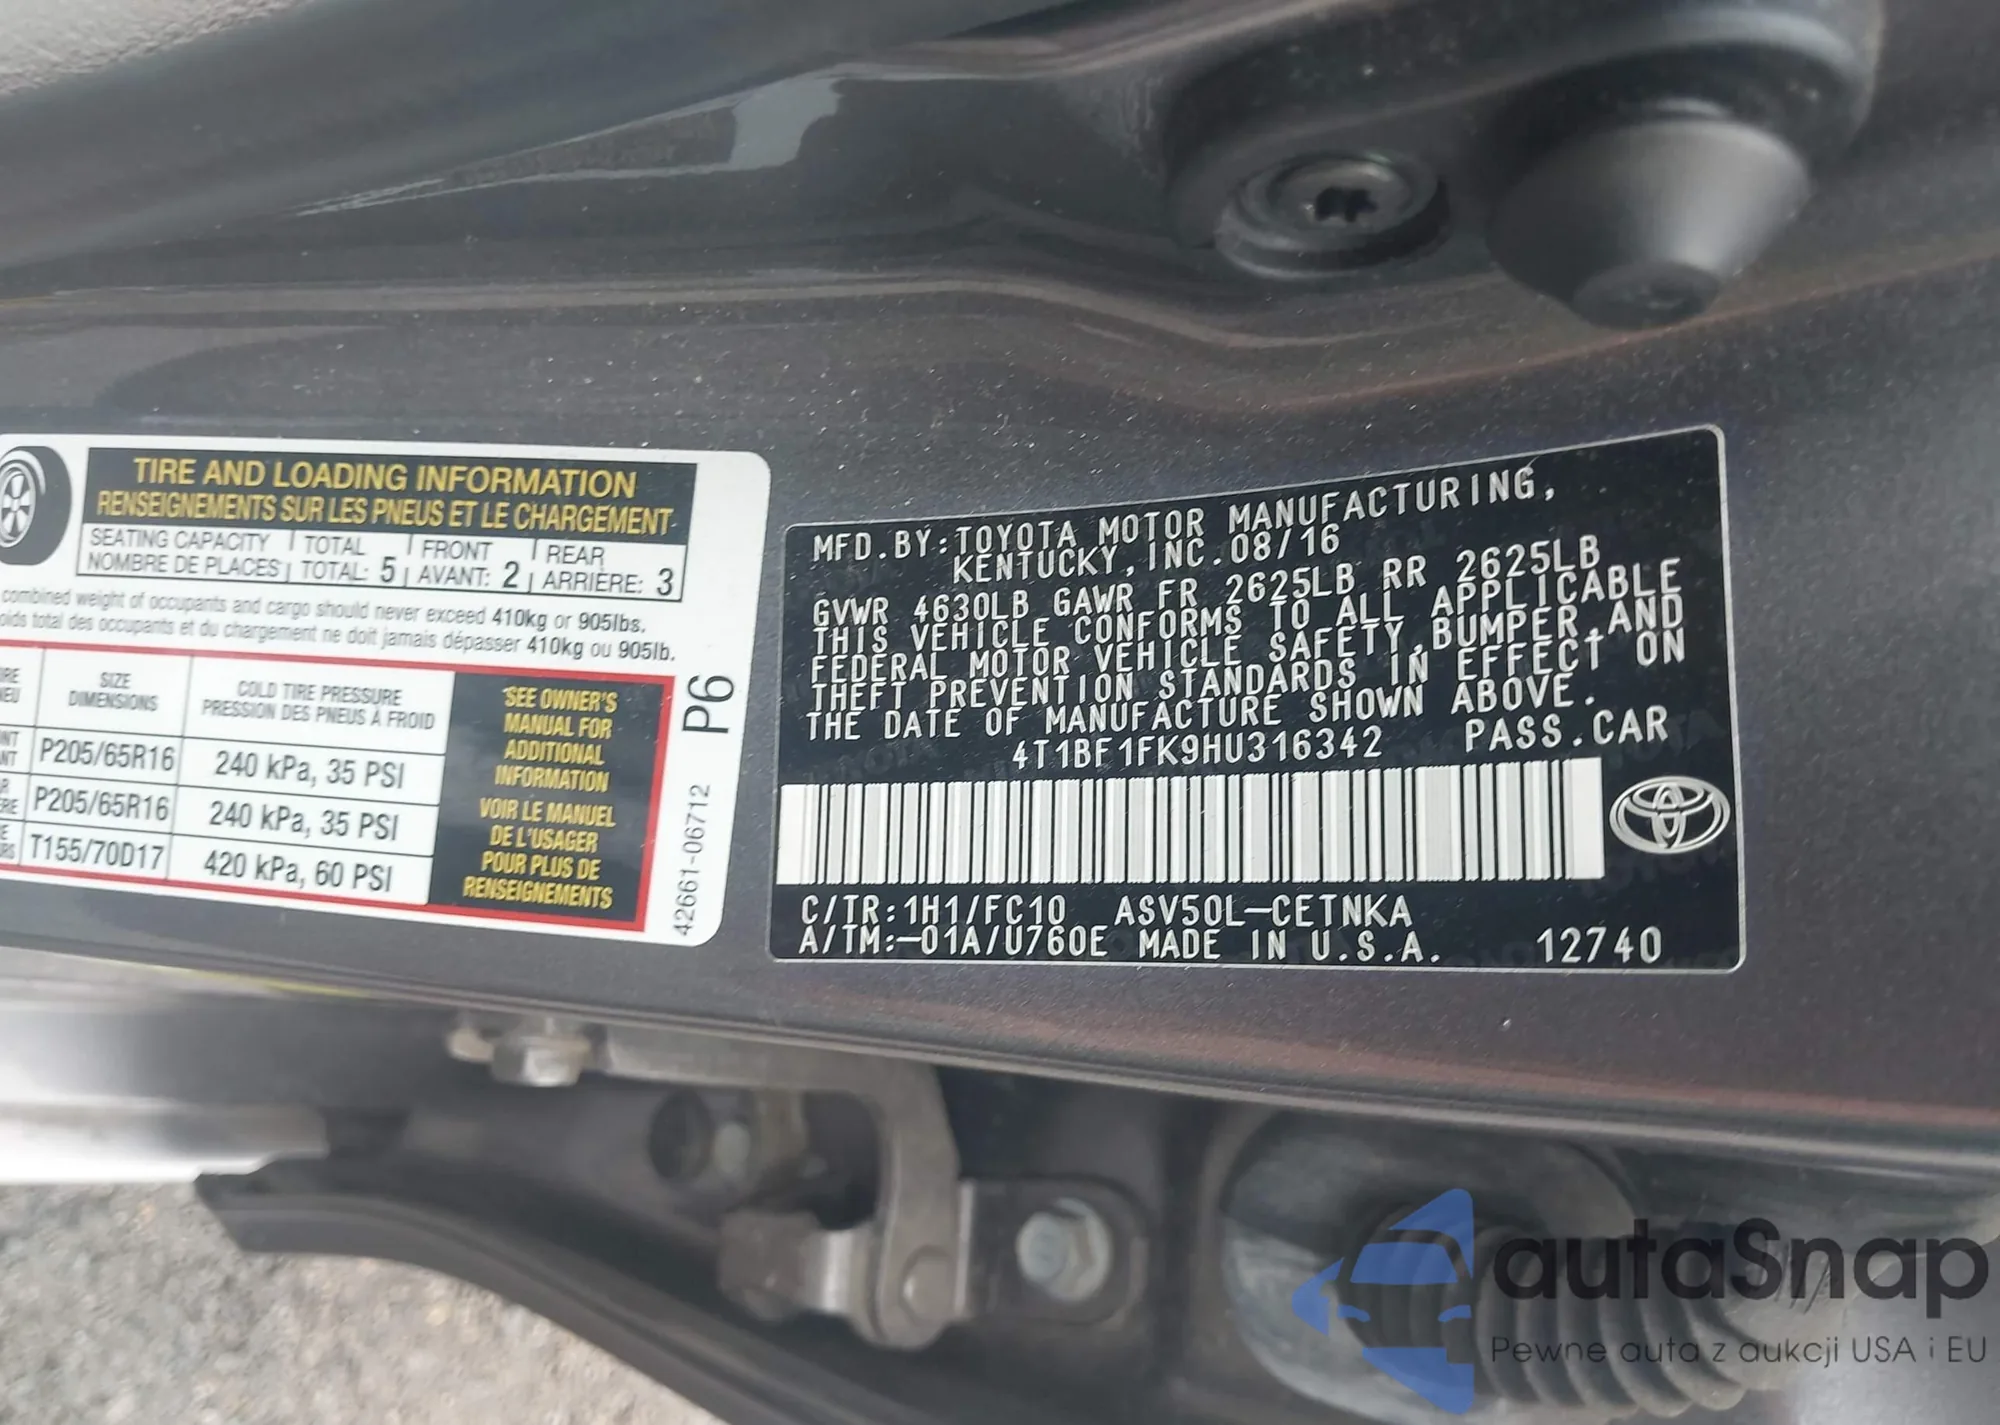 TIRE AND LOADING INFORMATION
RENSEIGNEMENTS SUR LES PNEUS ET LE CHARGEMENT
SEATING CAPACITY TOTAL FRONT REAR
NOMBRE DE PLACES TOTAL: 5 AVANT: 2 ARRIÈRE: 3
combined weight of occupants and cargo should never exceed 410kg or 905lbs.
total des occupants et du chargement ne doit jamais dépasser 410kg ou 905lb.
SIZE
DIMENSIONS
COLD TIRE PRESSURE
PRESSION DES PNEUS À FROID
P205/65R16 240 kPa, 35 PSI
P205/65R16 240 kPa, 35 PSI
T155/70D17 420 kPa, 60 PSI
SEE OWNER'S
MANUAL FOR
ADDITIONAL
INFORMATION
VOIR LE MANUEL
DE L'USAGER
POUR PLUS DE
RENSEIGNEMENTS
42661-06712 P6
MFD.BY:TOYOTA MOTOR MANUFACTURING,
KENTUCKY,INC.08/16
GVWR 4630LB GAWR FR 2625LB RR 2625LB
THIS VEHICLE CONFORMS TO ALL APPLICABLE
FEDERAL MOTOR VEHICLE SAFETY,BUMPER,AND
THEFT PREVENTION STANDARDS IN EFFECT ON
THE DATE OF MANUFACTURE SHOWN ABOVE.
4T1BF1FK9HU316342 PASS.CAR
C/TR:1H1/FC10 ASV50L-CETNKA
A/TM:-01A/U760E MADE IN U.S.A. 12740
autaSnap
Pewne auta z aukcji USA i EU